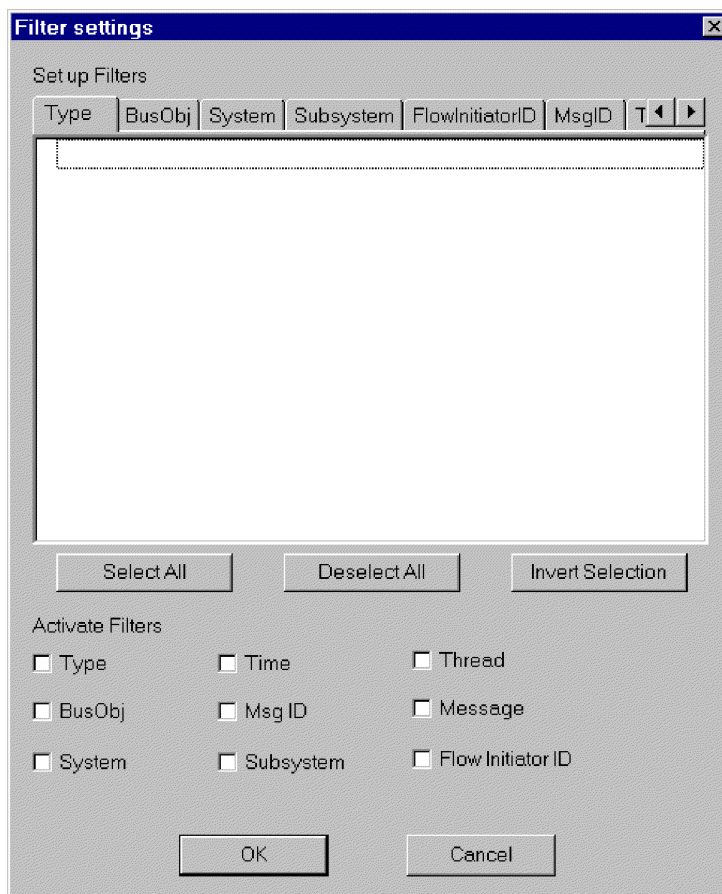 Filter settings
Set up Filters
Type BusObj System Subsystem FlowInitiatorID MsgID T
Select All Deselect All Invert Selection
Activate Filters
Type Time Thread
BusObj Msg ID Message
System Subsystem Flow Initiator ID
OK Cancel